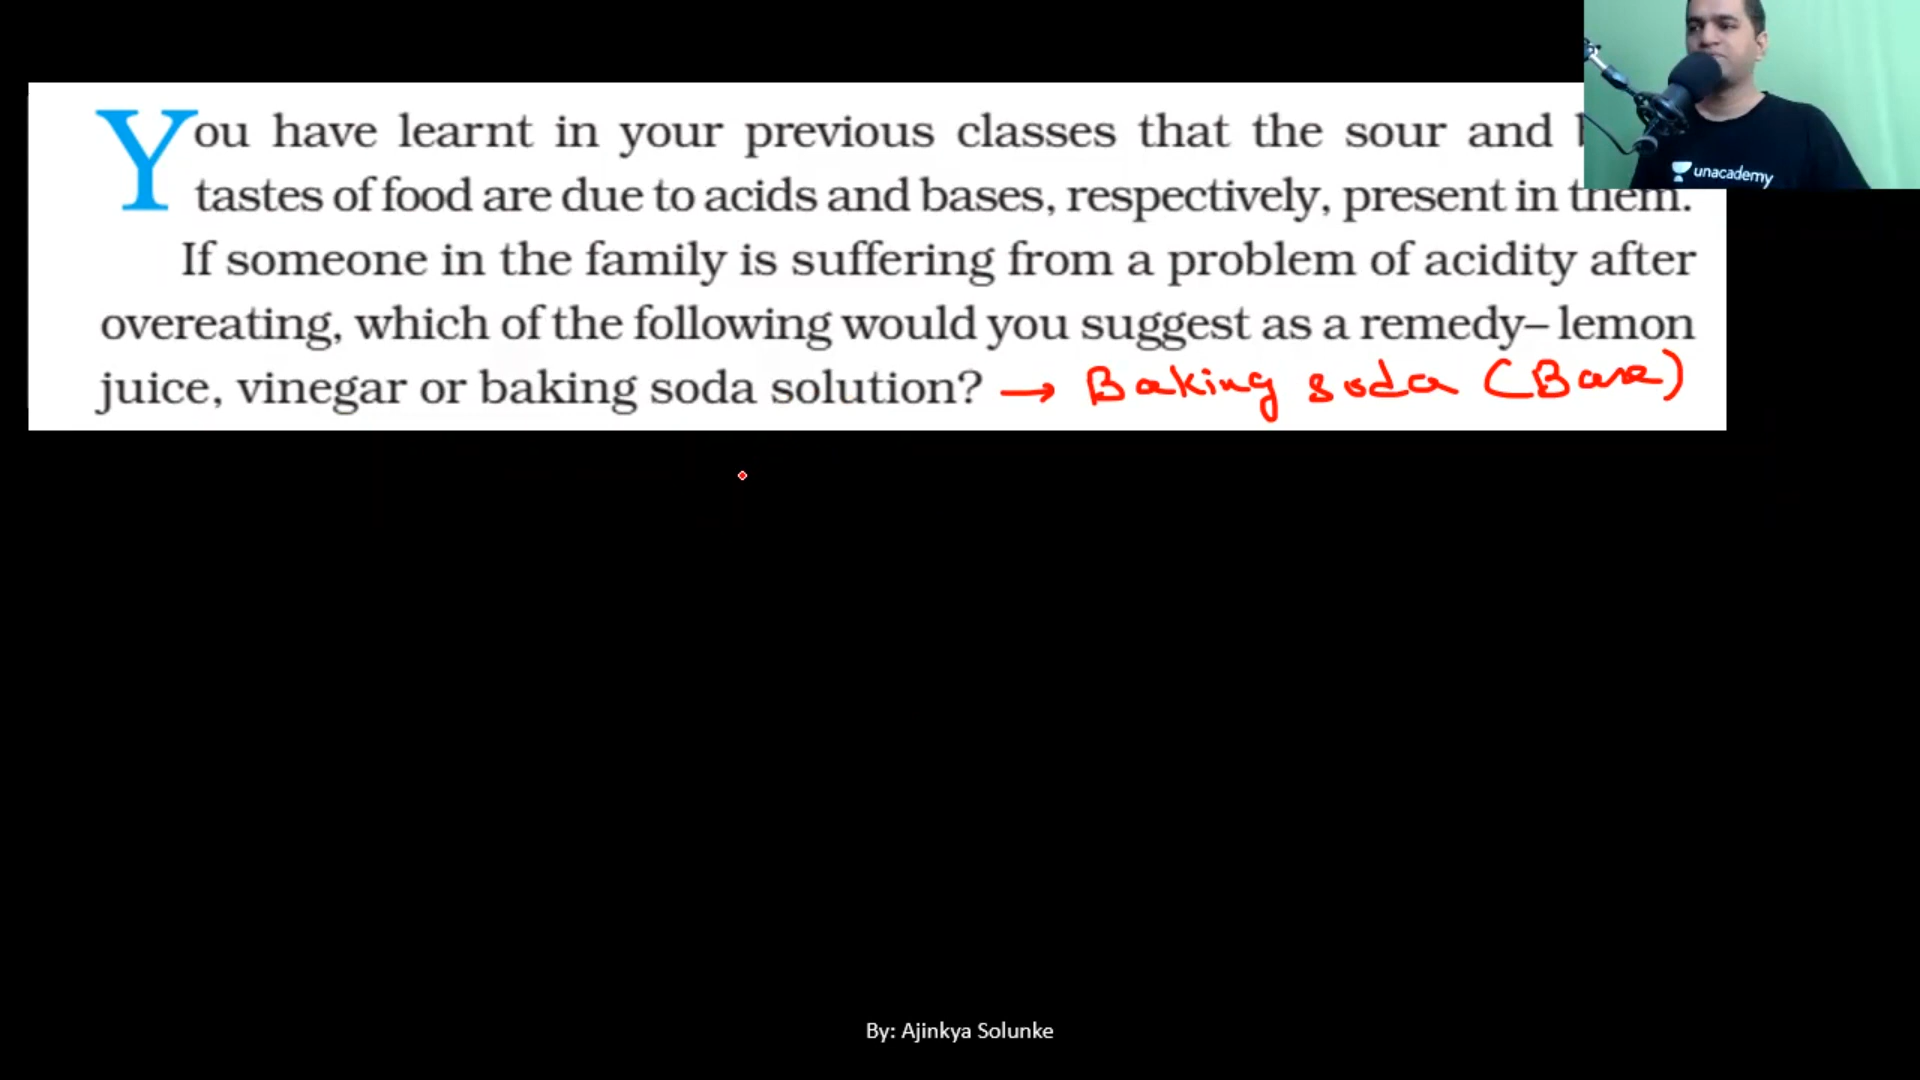 You have learnt in your previous classes that the sour and
tastes of food are due to acids and bases, respectively, present in them.
If someone in the family is suffering from a problem of acidity after
overeating, which of the following would you suggest as a remedy– lemon
juice, vinegar or baking soda solution? → Baking soda (Base)
unacademy
By: Ajinkya Solunke